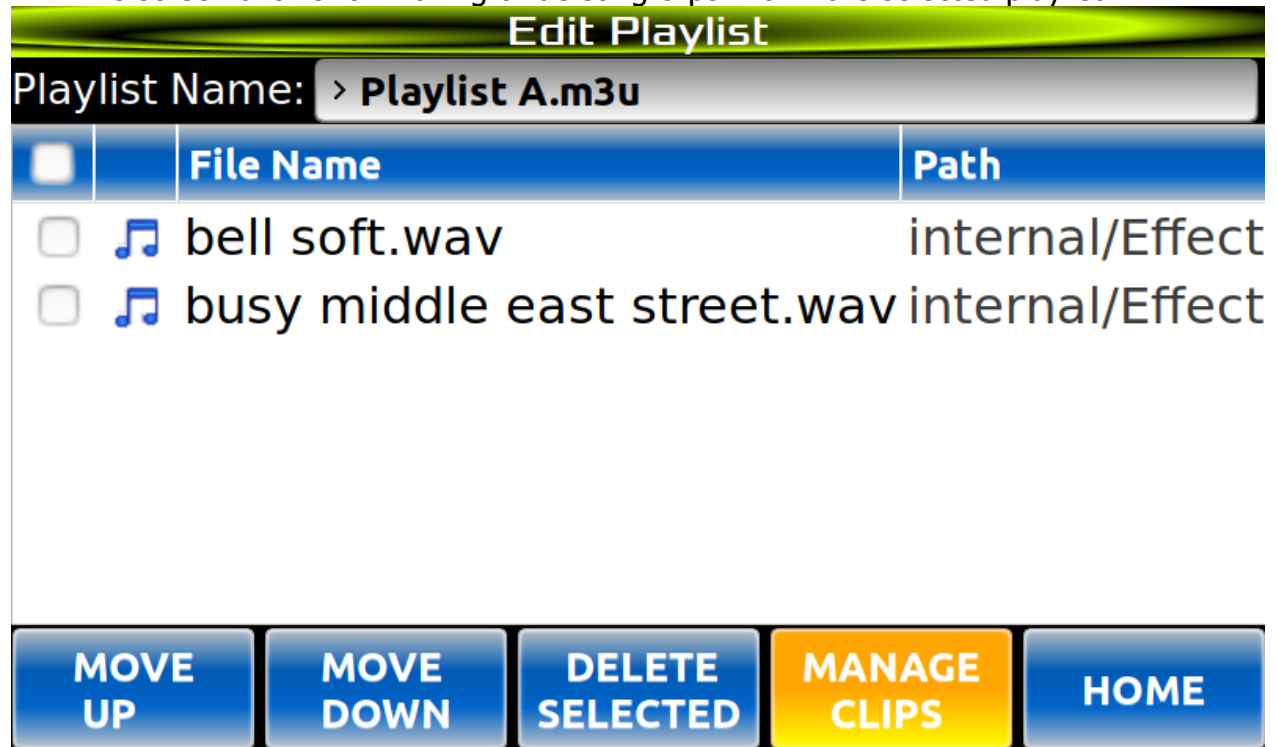 Edit Playlist
Playlist Name: > Playlist A.m3u
File Name Path
bell soft.wav internal/Effect
busy middle east street.wav internal/Effect
MOVE UP MOVE DOWN DELETE SELECTED MANAGE CLIPS HOME